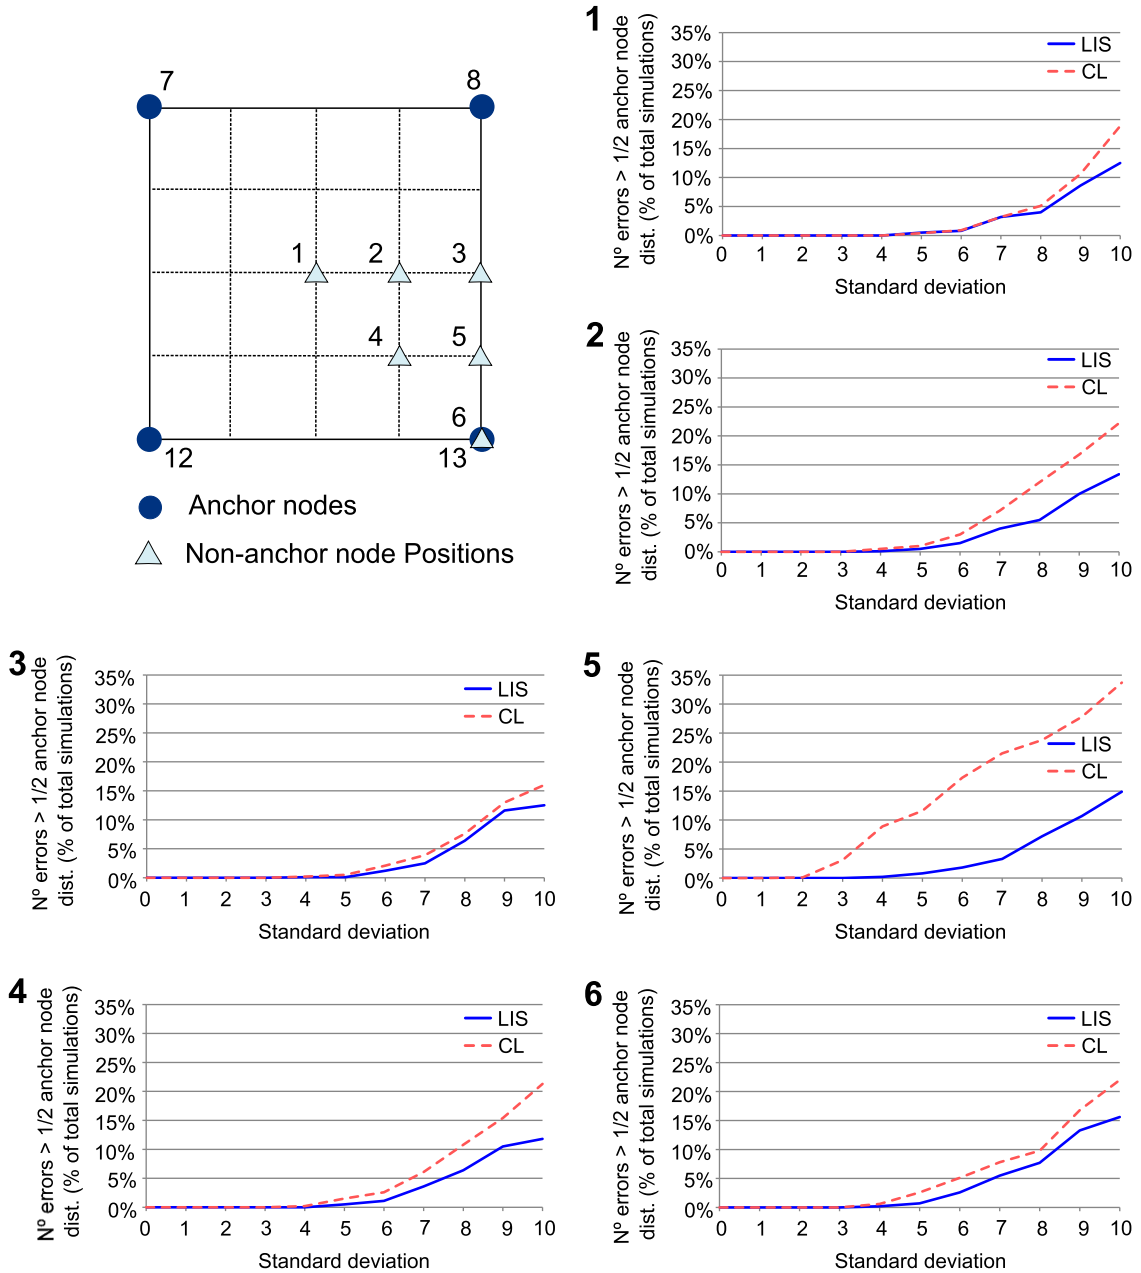 7
8
1
2
3
4
5
6
12
13
Anchor nodes
Non-anchor node Positions
1
Nº errors > 1/2 anchor node
dist. (% of total simulations)
35%
30%
25%
20%
15%
10%
5%
0%
LIS
CL
0 1 2 3 4 5 6 7 8 9 10
Standard deviation
2
Nº errors > 1/2 anchor node
dist. (% of total simulations)
35%
30%
25%
20%
15%
10%
5%
0%
LIS
CL
0 1 2 3 4 5 6 7 8 9 10
Standard deviation
3
Nº errors > 1/2 anchor node
dist. (% of total simulations)
35%
30%
25%
20%
15%
10%
5%
0%
LIS
CL
0 1 2 3 4 5 6 7 8 9 10
Standard deviation
5
Nº errors > 1/2 anchor node
dist. (% of total simulations)
35%
30%
25%
20%
15%
10%
5%
0%
LIS
CL
0 1 2 3 4 5 6 7 8 9 10
Standard deviation
4
Nº errors > 1/2 anchor node
dist. (% of total simulations)
35%
30%
25%
20%
15%
10%
5%
0%
LIS
CL
0 1 2 3 4 5 6 7 8 9 10
Standard deviation
6
Nº errors > 1/2 anchor node
dist. (% of total simulations)
35%
30%
25%
20%
15%
10%
5%
0%
LIS
CL
0 1 2 3 4 5 6 7 8 9 10
Standard deviation